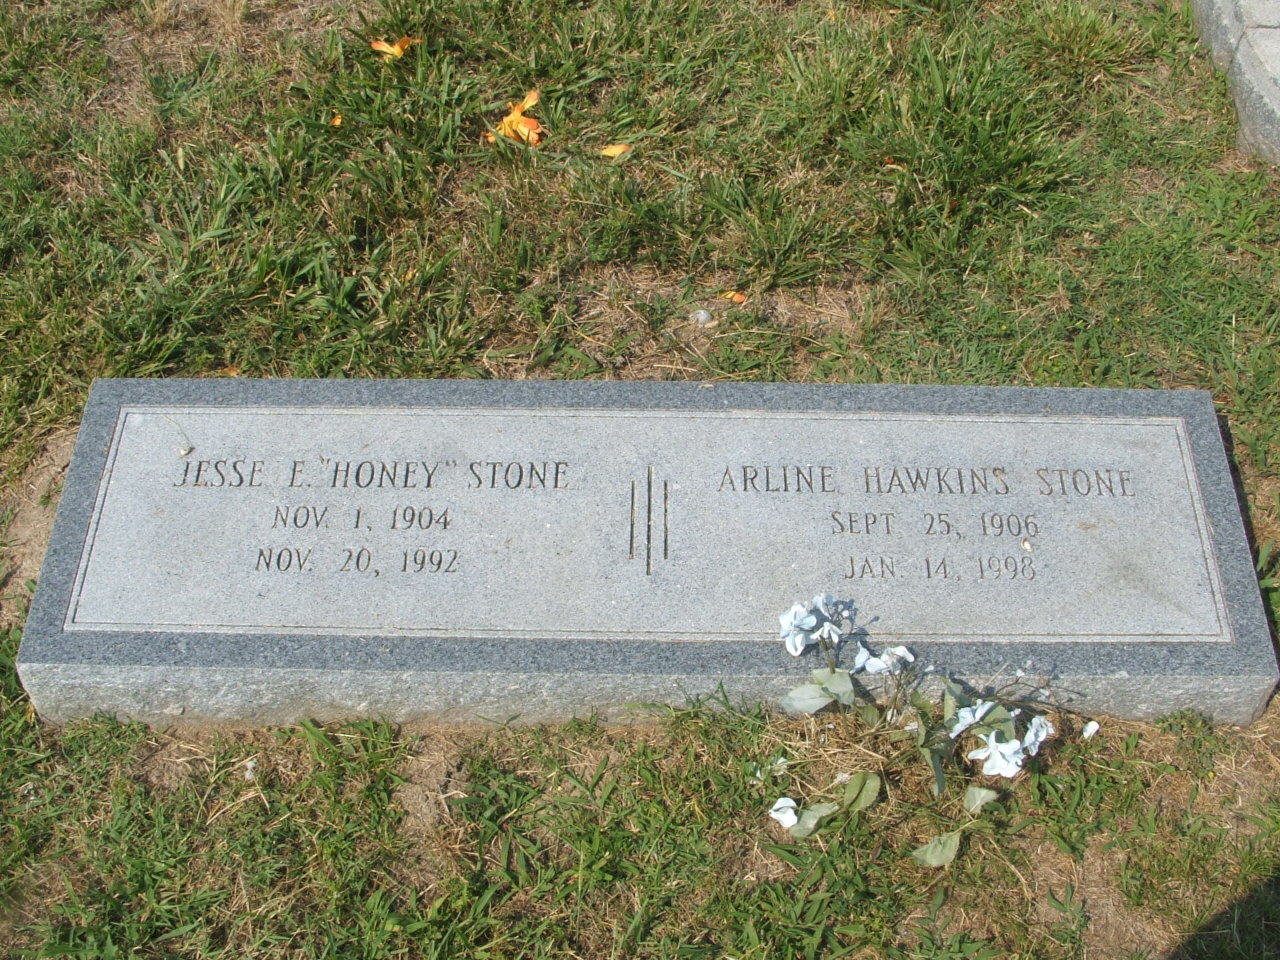 JESSE E. "HONEY" STONE
NOV. 1, 1904
NOV. 20, 1992
ARLINE HAWKINS STONE
SEPT. 25, 1906
JAN. 14, 1998